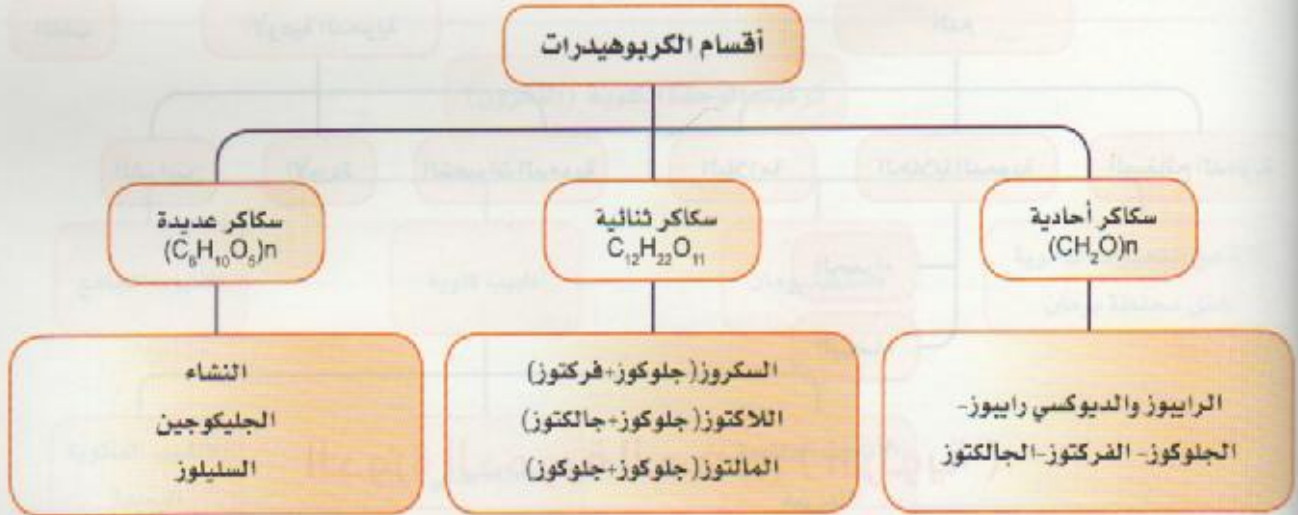 أقسام الكربوهيدرات
سكاكر أحادية
(CH₂O)n
سكاكر ثنائية
C₁₂H₂₂O₁₁
سكاكر عديدة
(C₆H₁₀O₅)n
الرايبوز والديوكسي رايبوز-
الجلوكوز- الفركتوز-الجالكتوز
السكروز(جلوكوز+فركتوز)
اللاكتوز(جلوكوز+جالكتوز)
المالتوز(جلوكوز+جلوكوز)
النشاء
الجليكوجين
السليلوز